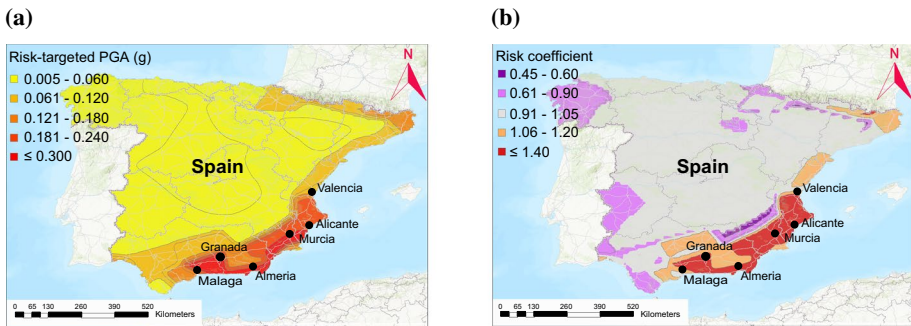 (a)
Risk-targeted PGA (g)
0.005 - 0.060
0.061 - 0.120
0.121 - 0.180
0.181 - 0.240
≤ 0.300
N
Spain
Valencia
Alicante
Murcia
Granada
Almeria
Malaga
0 65 130 260 390 520
Kilometers
(b)
Risk coefficient
0.45 - 0.60
0.61 - 0.90
0.91 - 1.05
1.06 - 1.20
≤ 1.40
N
Spain
Valencia
Alicante
Murcia
Granada
Almeria
Malaga
0 65 130 260 390 520
Kilometers